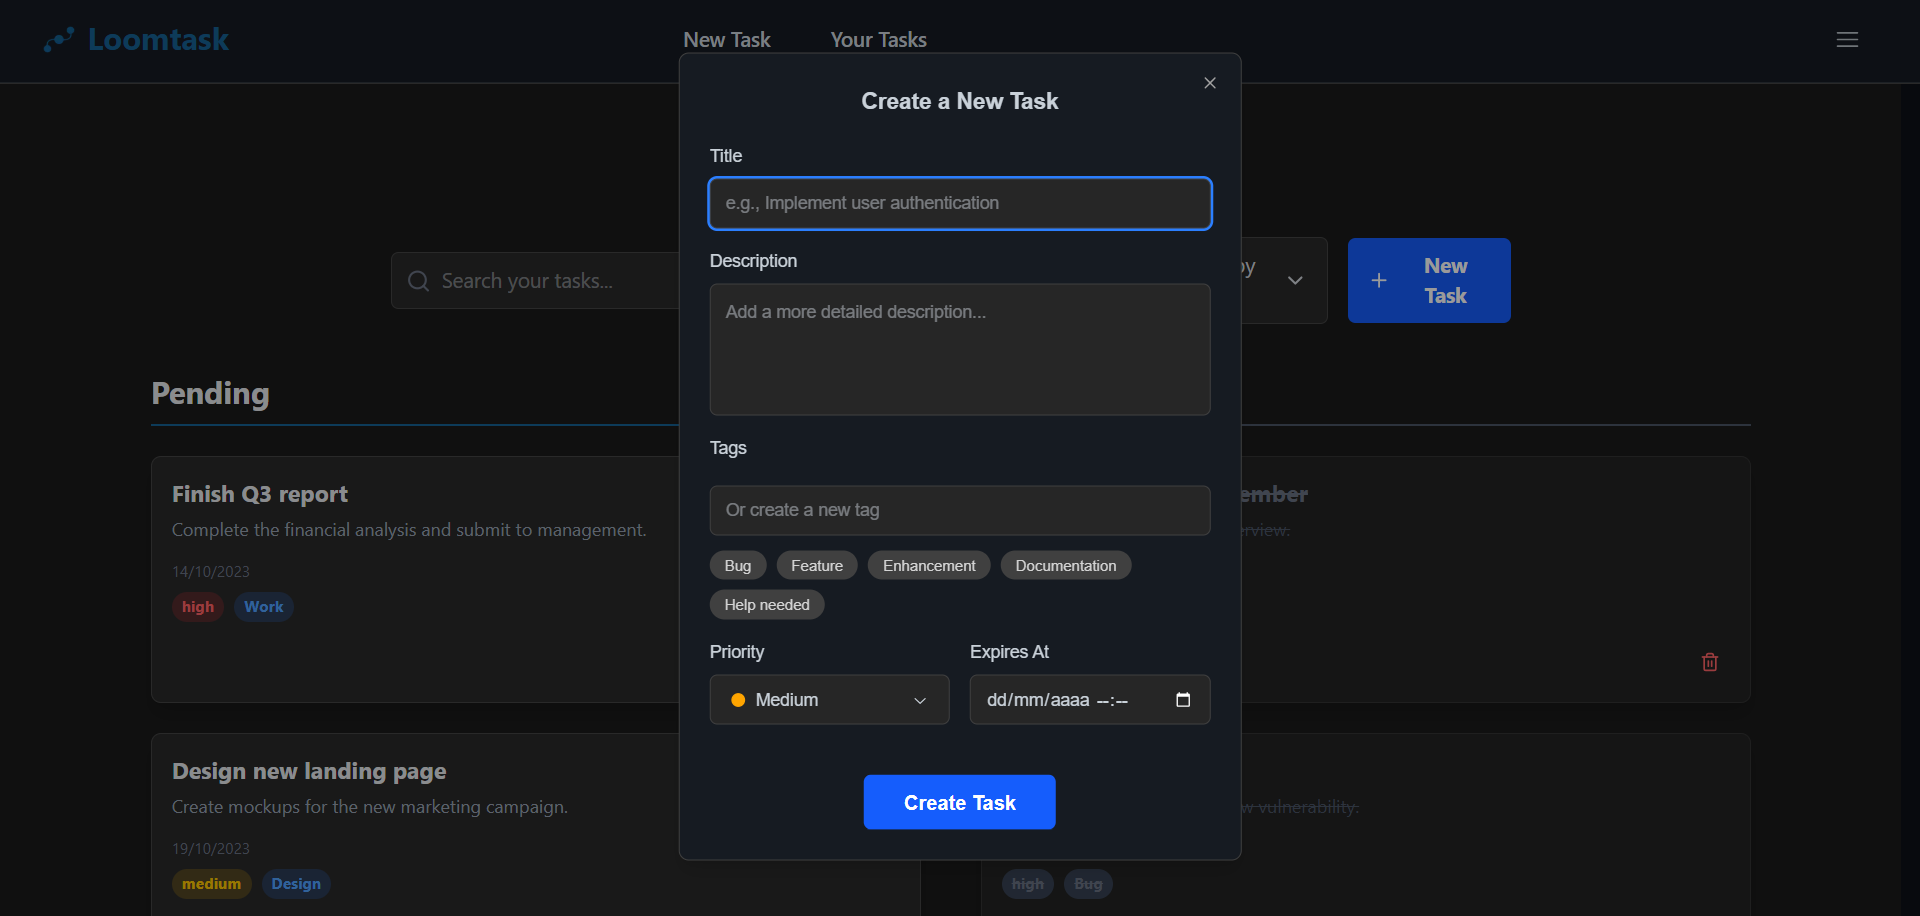 Loomtask
New Task
Your Tasks
Create a New Task
Title
e.g., Implement user authentication
Description
Add a more detailed description...
Tags
Or create a new tag
Bug
Feature
Enhancement
Documentation
Help needed
Priority
Expires At
Medium
dd/mm/aaaa --:--
Create Task
Search your tasks...
New
Task
Pending
Finish Q3 report
Complete the financial analysis and submit to management.
14/10/2023
high
Work
Design new landing page
Create mockups for the new marketing campaign.
19/10/2023
medium
Design
vulnerability.
high
Bug